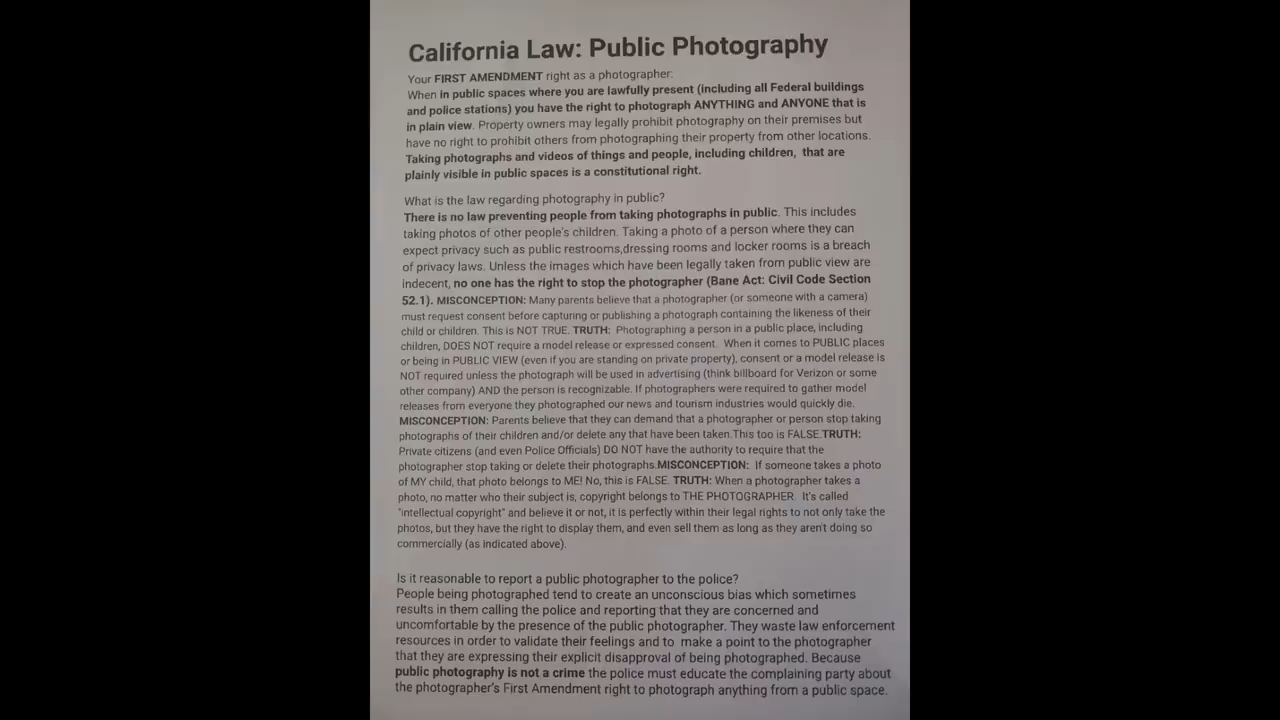 California Law: Public Photography
Your FIRST AMENDMENT right as a photographer:
When in public spaces where you are lawfully present (including all Federal buildings
and police stations) you have the right to photograph ANYTHING and ANYONE that is
in plain view. Property owners may legally prohibit photography on their premises but
have no right to prohibit others from photographing their property from other locations.
Taking photographs and videos of things and people, including children, that are
plainly visible in public spaces is a constitutional right.
What is the law regarding photography in public?
There is no law preventing people from taking photographs in public. This includes
taking photos of other people's children. Taking a photo of a person where they can
expect privacy such as public restrooms,dressing rooms and locker rooms is a breach
of privacy laws. Unless the images which have been legally taken from public view are
indecent, no one has the right to stop the photographer (Bane Act: Civil Code Section
52.1). MISCONCEPTION: Many parents believe that a photographer (or someone with a camera)
must request consent before capturing or publishing a photograph containing the likeness of their
child or children. This is NOT TRUE. TRUTH: Photographing a person in a public place, including
children, DOES NOT require a model release or expressed consent. When it comes to PUBLIC places
or being in PUBLIC VIEW (even if you are standing on private property), consent or a model release is
NOT required unless the photograph will be used in advertising (think billboard for Verizon or some
other company) AND the person is recognizable. If photographers were required to gather model
releases from everyone they photographed our news and tourism industries would quickly die.
MISCONCEPTION: Parents believe that they can demand that a photographer or person stop taking
photographs of their children and/or delete any that have been taken.This too is FALSE.TRUTH:
Private citizens (and even Police Officials) DO NOT have the authority to require that the
photographer stop taking or delete their photographs.MISCONCEPTION: If someone takes a photo
of MY child, that photo belongs to ME! No, this is FALSE. TRUTH: When a photographer takes a
photo, no matter who their subject is, copyright belongs to THE PHOTOGRAPHER. It's called
"intellectual copyright" and believe it or not, it is perfectly within their legal rights to not only take the
photos, but they have the right to display them, and even sell them as long as they aren't doing so
commercially (as indicated above).
Is it reasonable to report a public photographer to the police?
People being photographed tend to create an unconscious bias which sometimes
results in them calling the police and reporting that they are concerned and
uncomfortable by the presence of the public photographer. They waste law enforcement
resources in order to validate their feelings and to make a point to the photographer
that they are expressing their explicit disapproval of being photographed. Because
public photography is not a crime the police must educate the complaining party about
the photographer's First Amendment right to photograph anything from a public space.